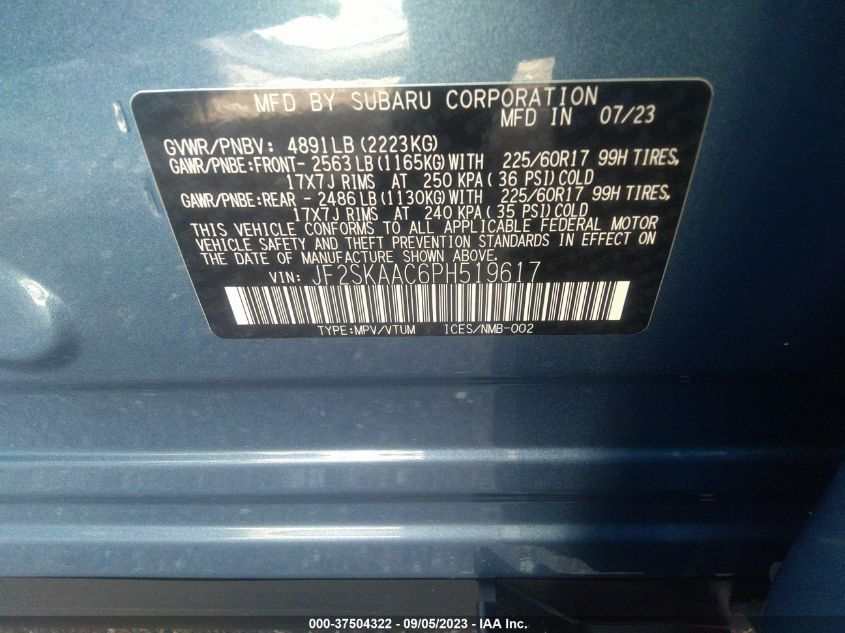 MFD BY SUBARU CORPORATION
MFD IN 07/23
GVWR/PNBV: 4891LB (2223KG)
GAWR/PNBE:FRONT- 2563 LB (1165KG) WITH 225/60R17 99H TIRES,
17X7J RIMS AT 250 KPA( 36 PSI) COLD
GAWR/PNBE:REAR - 2486 LB (1130KG) WITH 225/60R17 99H TIRES,
17X7J RIMS AT 240 KPA( 35 PSI) COLD
THIS VEHICLE CONFORMS TO ALL APPLICABLE FEDERAL MOTOR
VEHICLE SAFETY AND THEFT PREVENTION STANDARDS IN EFFECT ON
THE DATE OF MANUFACTURE SHOWN ABOVE.
VIN: JF2SKAAC6PH519617
TYPE:MPV/VTUM ICES/NMB-002
000-37504322 - 09/05/2023 - IAA Inc.